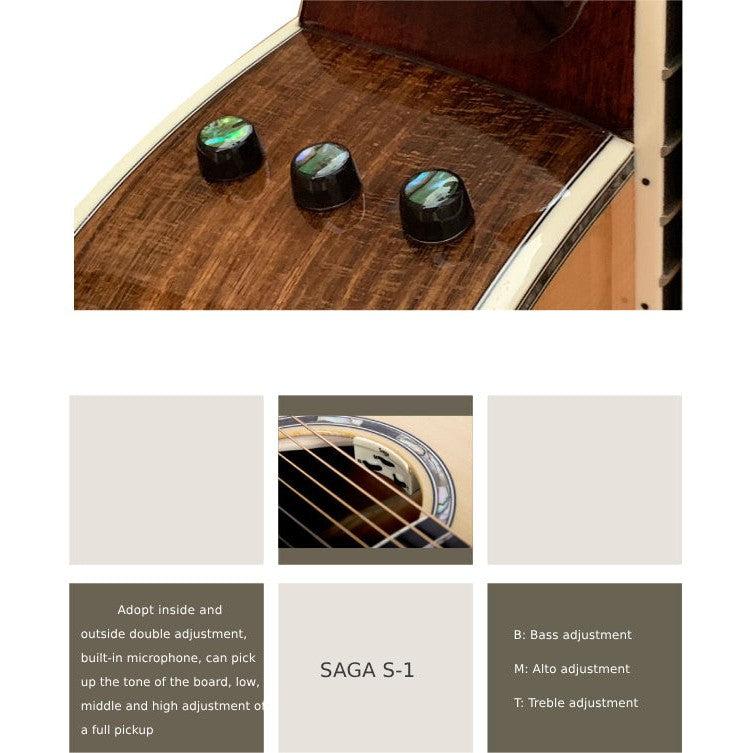 Adopt inside and
outside double adjustment,
built-in microphone, can pick
up the tone of the board, low,
middle and high adjustment of
a full pickup
SAGA S-1
B: Bass adjustment
M: Alto adjustment
T: Treble adjustment